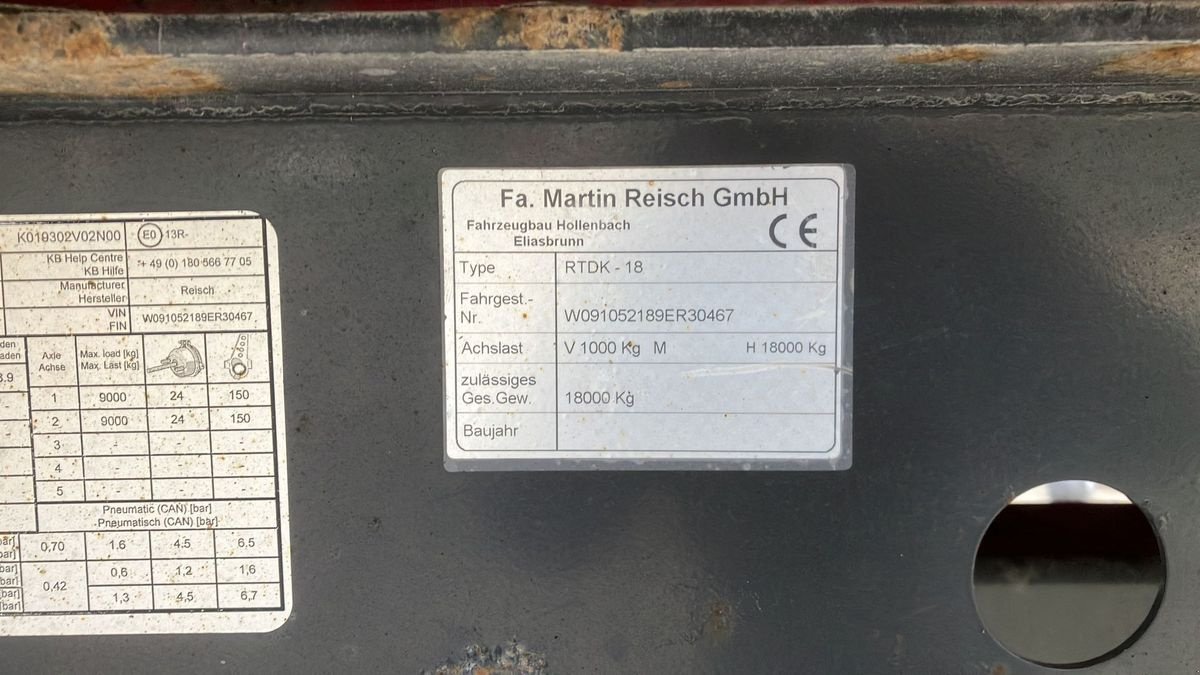 K019302V02N00 E0 13R-
KB Help Centre
KB Hilfe
+ 49 (0) 180 566 77 05
Manufacturer
Hersteller
Reisch
VIN
FIN
W091052189ER30467
Axle
Achse
Max. load [kg]
Max. Last [kg]
1 9000 24 150
2 9000 24 150
3 - - -
4 - - -
5 - - -
Pneumatic (CAN) [bar]
Pneumatisch (CAN) [bar]
0,70 1.6 4.5 6.5
0,42
0,6 1,2 1,6
1,3 4,5 6,7
Fa. Martin Reisch GmbH
Fahrzeugbau Hollenbach
Eliasbrunn
CE
Type RTDK - 18
Fahrgest.-
Nr. W091052189ER30467
Achslast V 1000 Kg M H 18000 Kg
zulässiges
Ges.Gew. 18000 Kg
Baujahr